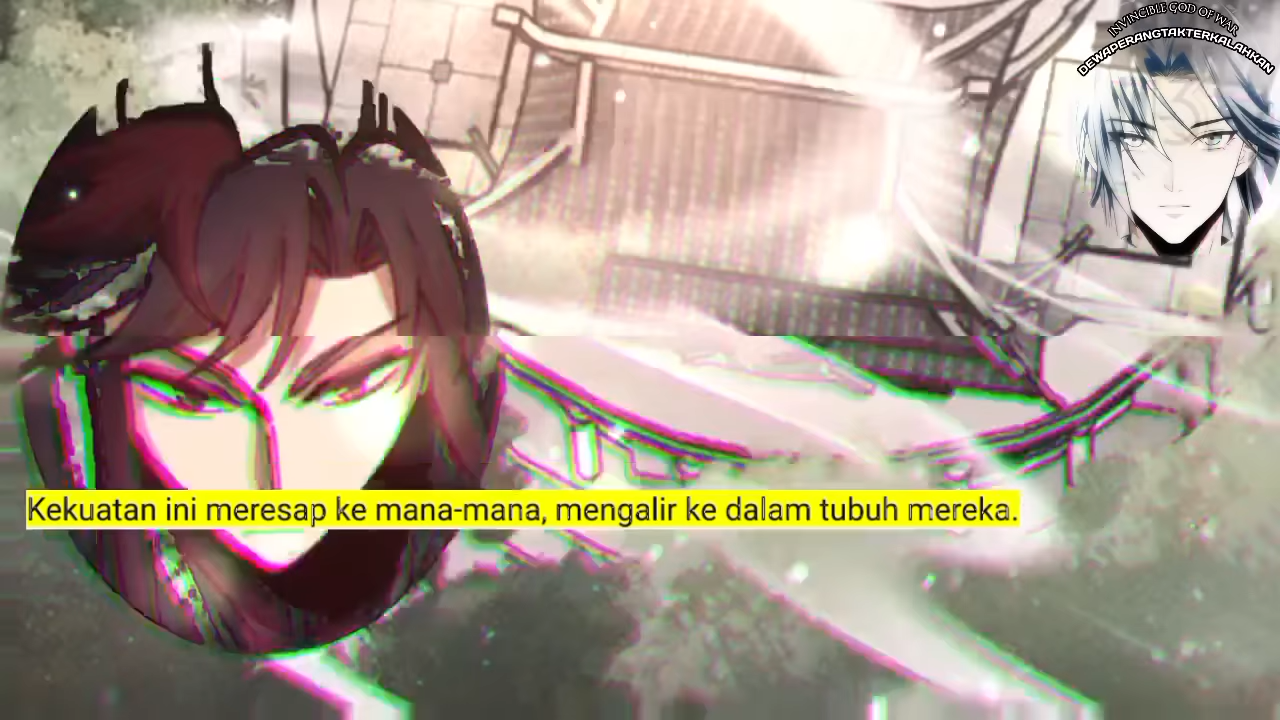 INVINCIBLE GOD OF WAR
DEWAPERANGTAKTERKALAHKAN
Kekuatan ini meresap ke mana-mana, mengalir ke dalam tubuh mereka.